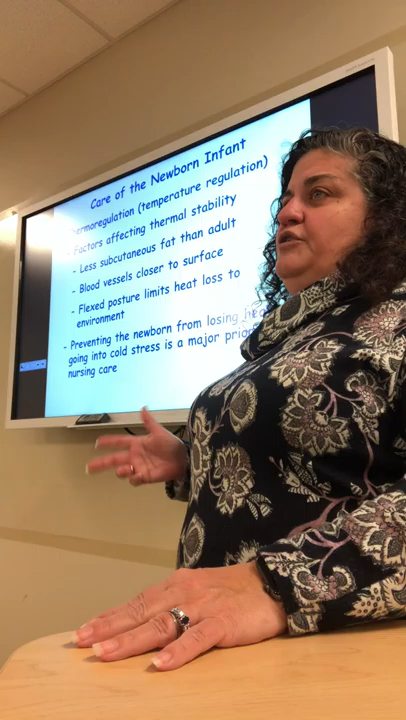 Care of the Newborn Infant
(temperature regulation)
Factors affecting thermal stability
- Less subcutaneous fat than adult
- Blood vessels closer to surface
- Flexed posture limits heat loss to
environment
- Preventing the newborn from losing
going into cold stress is a major
nursing care